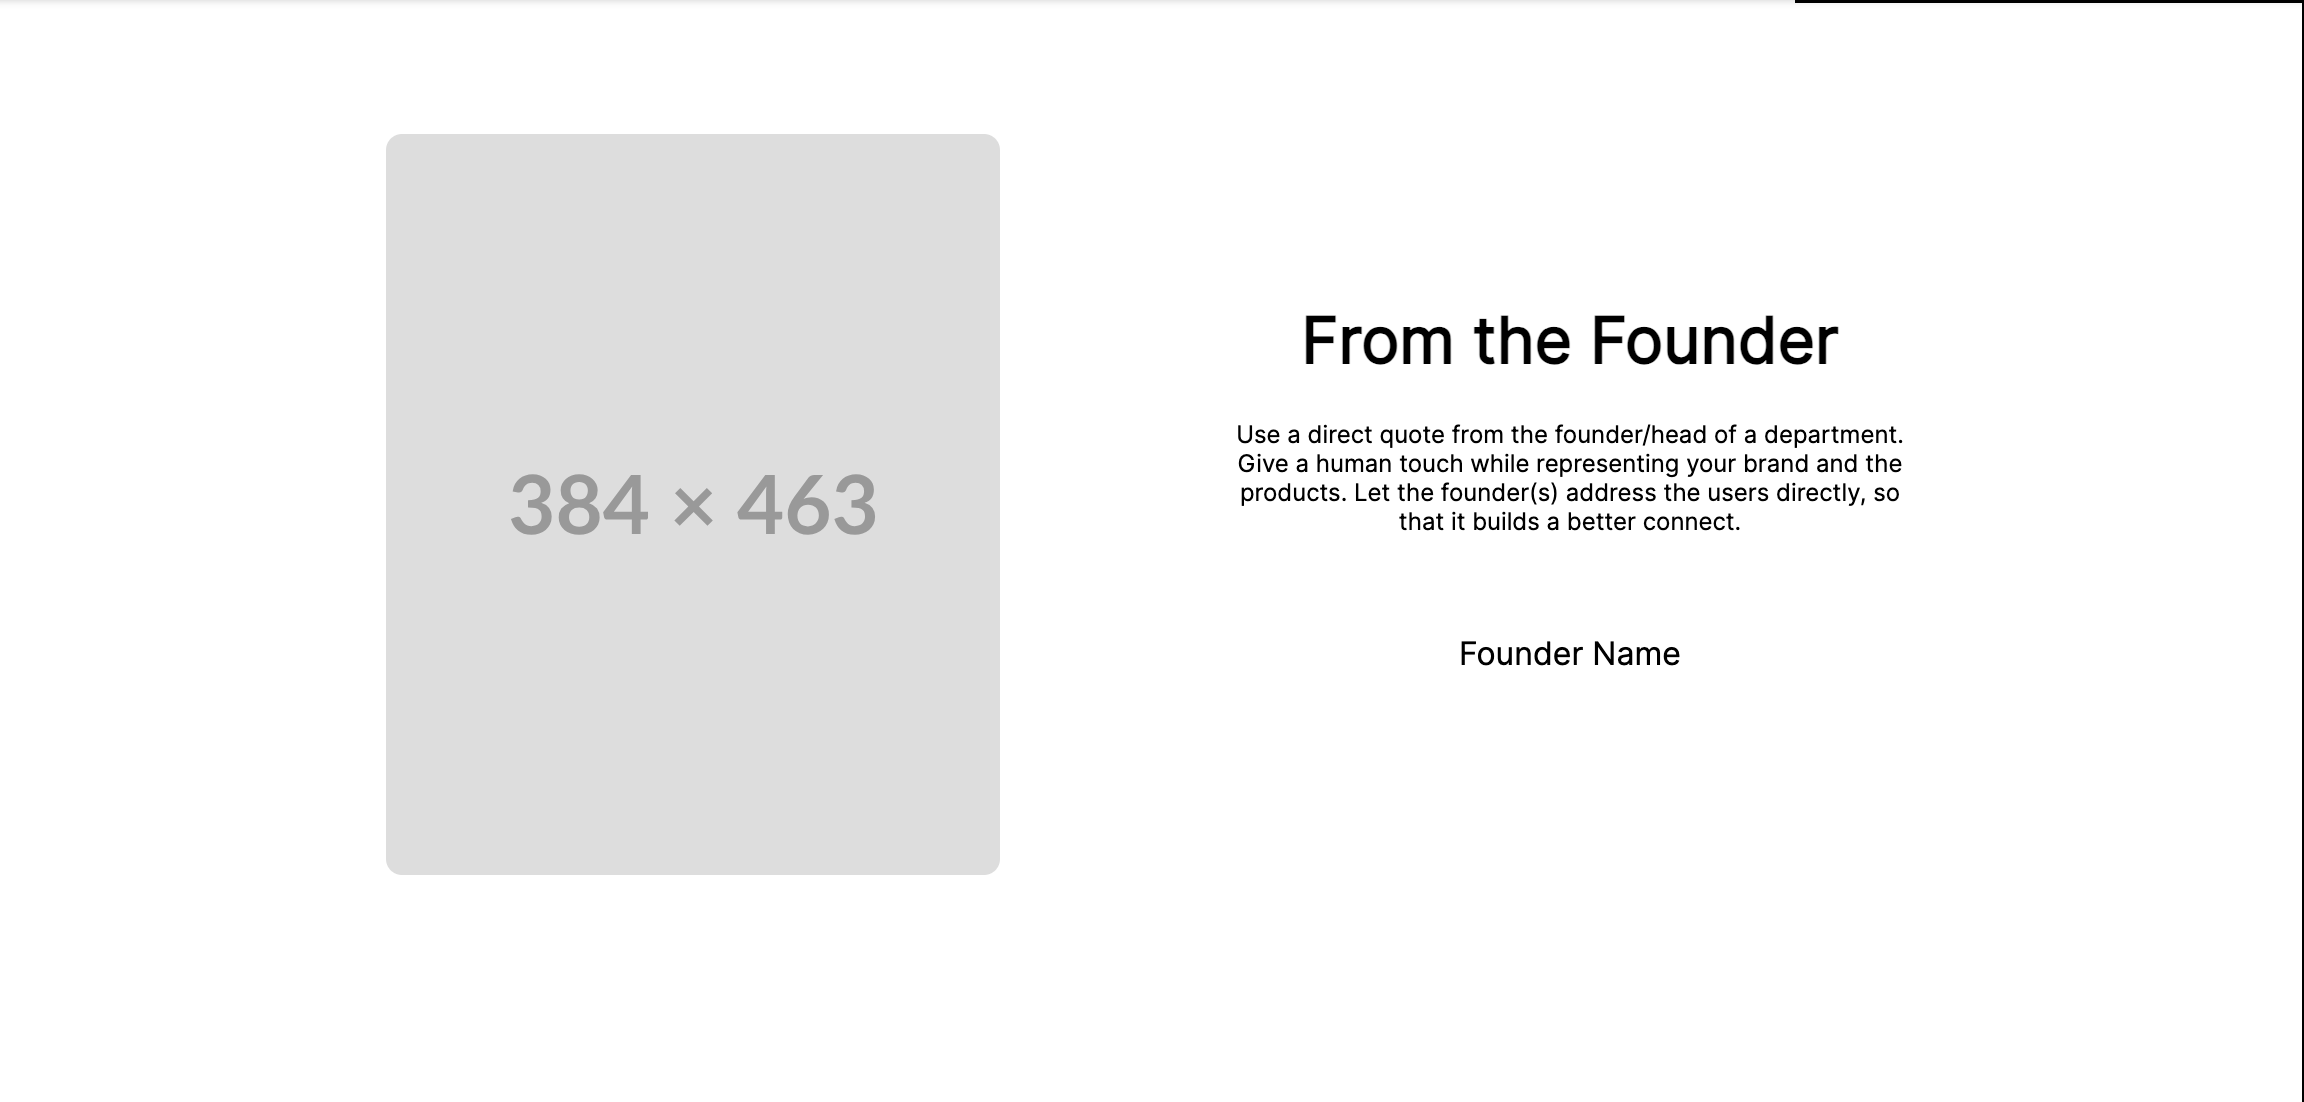 384 × 463
From the Founder
Use a direct quote from the founder/head of a department.
Give a human touch while representing your brand and the
products. Let the founder(s) address the users directly, so
that it builds a better connect.
Founder Name